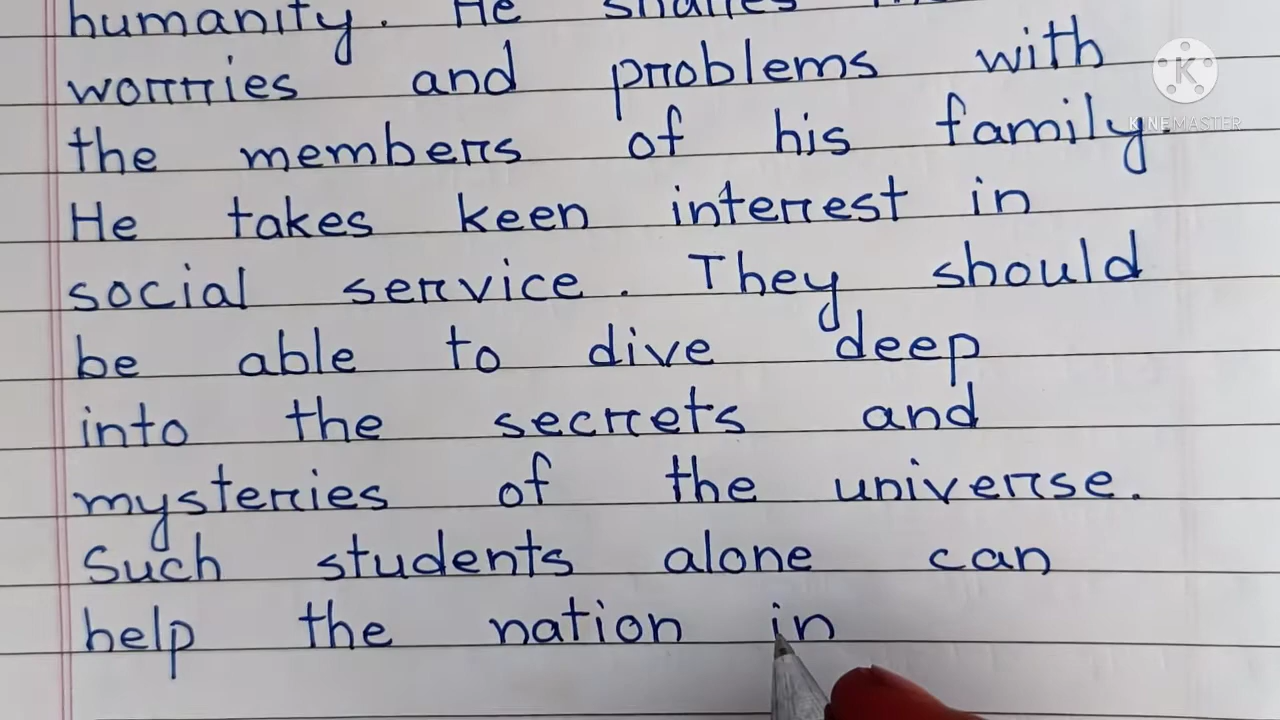 humanity. He shares
worries and problems with
the members of his family.
He takes keen interest in
social service. They should
be able to dive deep
into the secrets and
mysteries of the universe.
Such students alone can
help the nation in
K
KINEMASTER